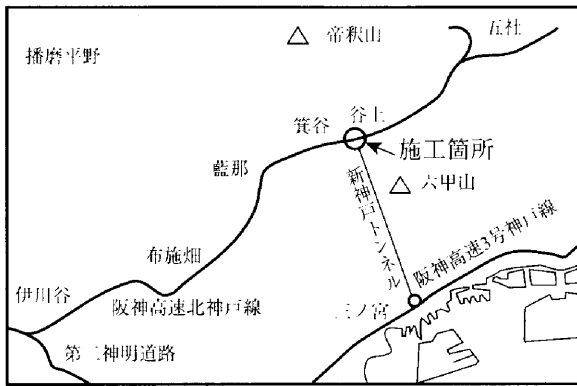 五社
帝釈山
播磨平野
谷上
箕谷
施工箇所
藍那
六甲山
新神戸トンネル
布施畑
阪神高速3号神戸線
伊川谷
阪神高速北神戸線
三ノ宮
第二神明道路